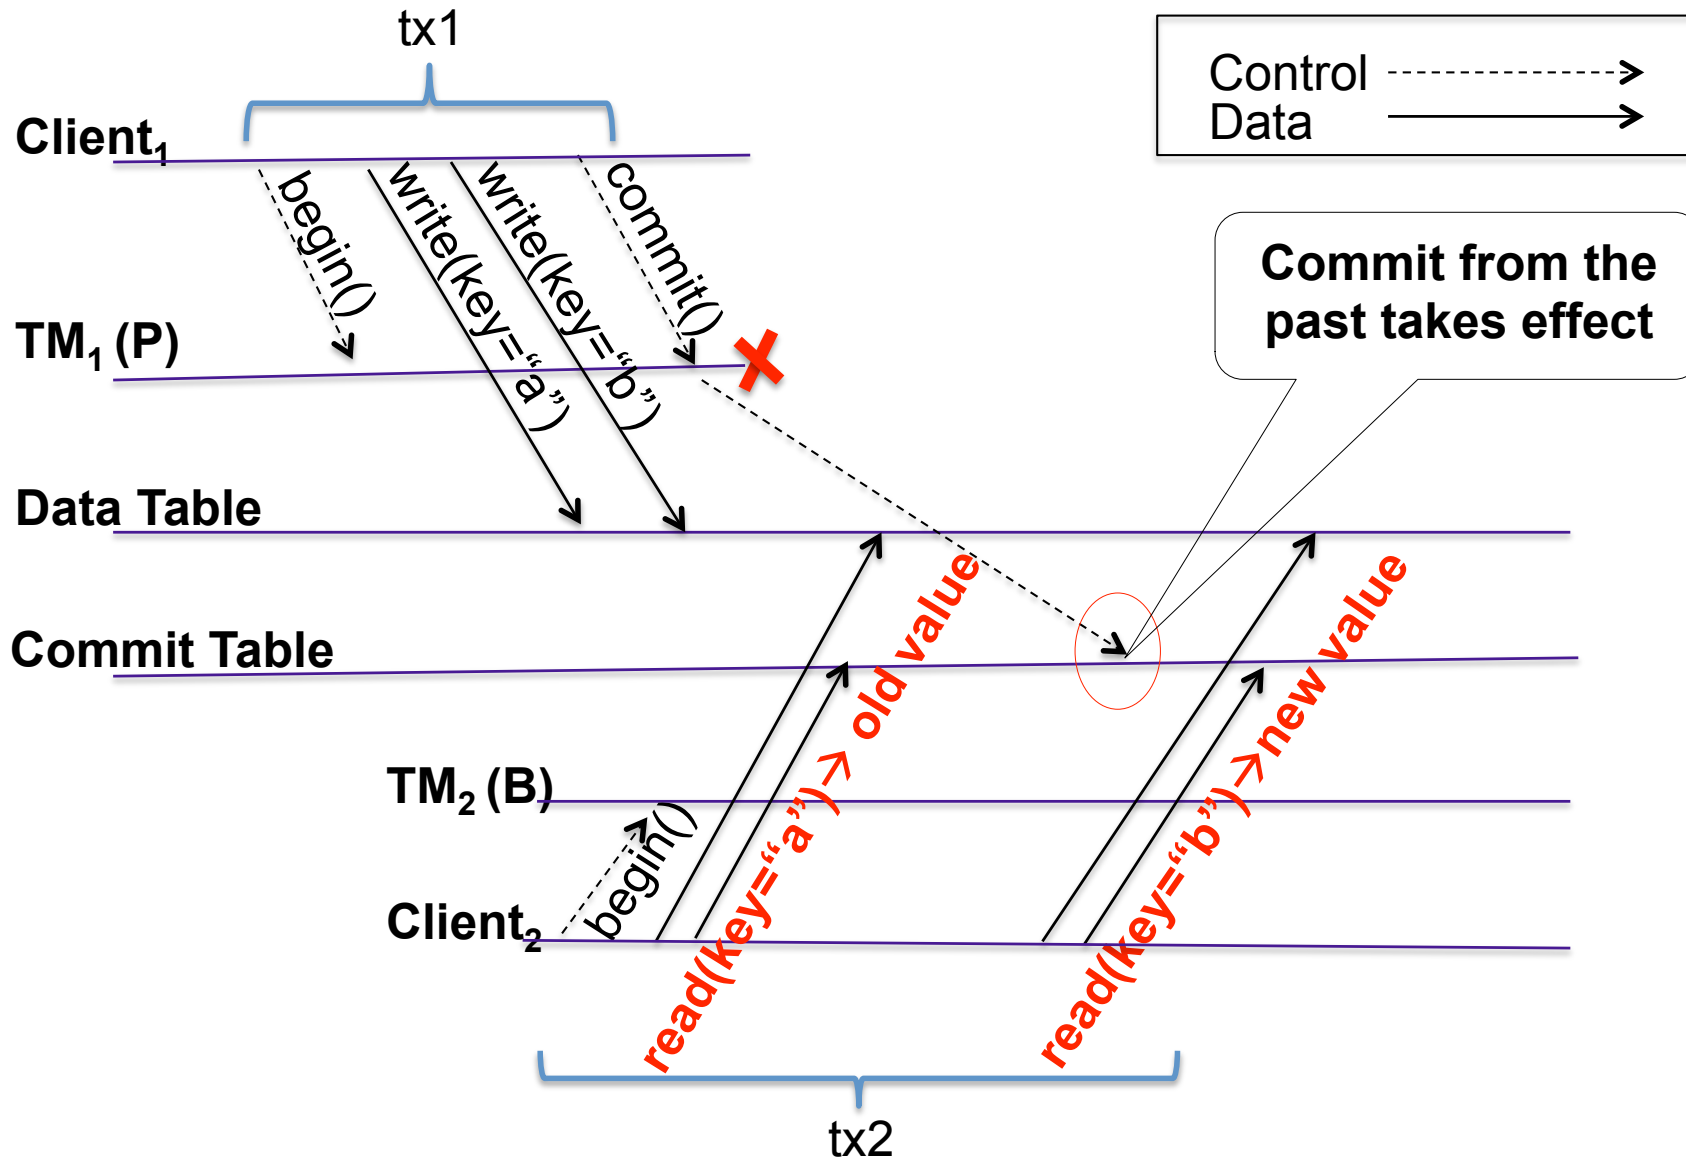 tx1
Control
Data
Client₁
begin()
write(key=“a”)
write(key=“b”)
commit()
Commit from the
past takes effect
TM₁ (P)
Data Table
Commit Table
TM₂ (B)
begin()
Client₂
read(key=“a”)→ old value
read(key=“b”)→new value
tx2